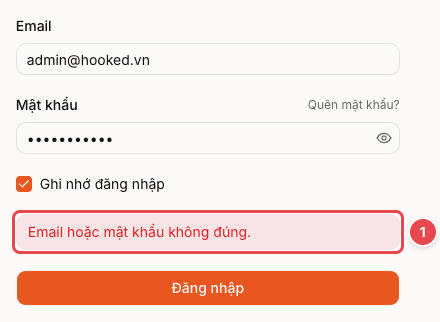 Email
admin@hooked.vn
Mật khẩu
Quên mật khẩu?
•••••••••••
Ghi nhớ đăng nhập
Email hoặc mật khẩu không đúng.
1
Đăng nhập